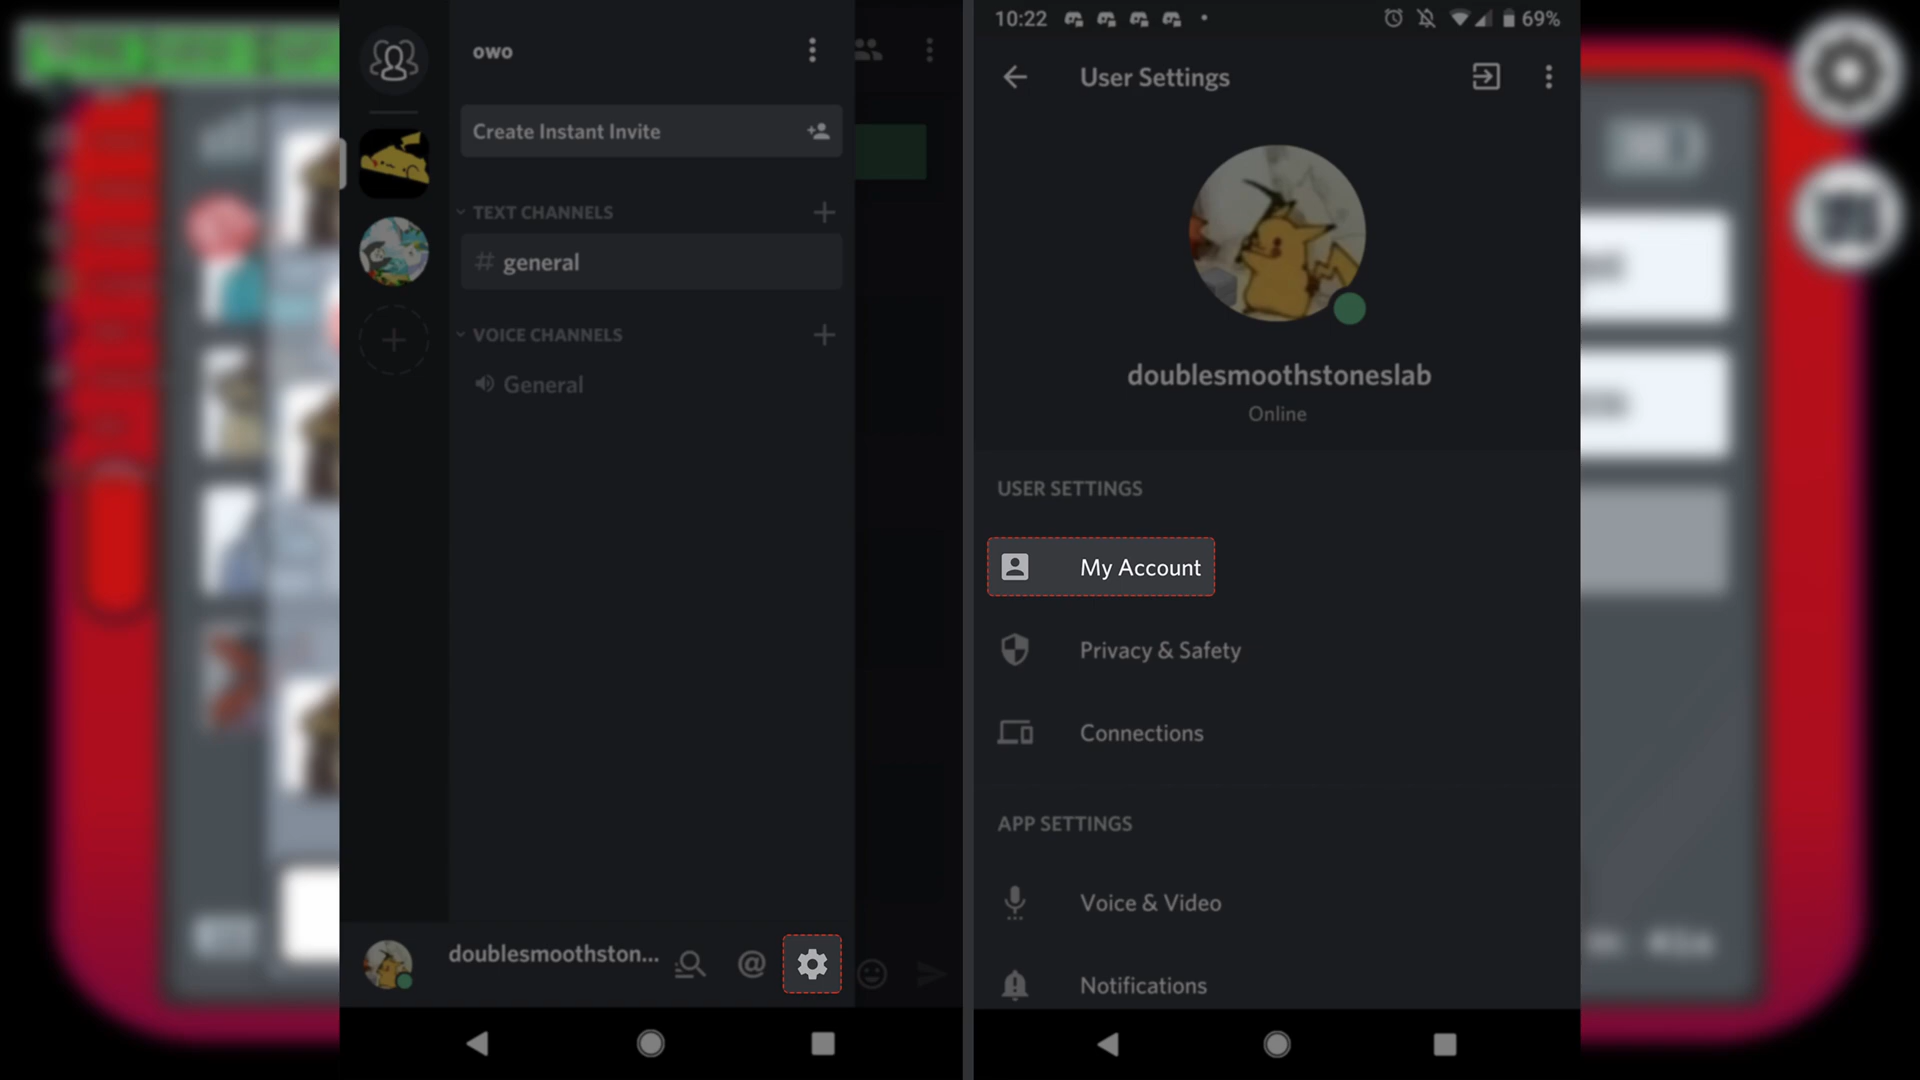 owo
Create Instant Invite
TEXT CHANNELS
# general
VOICE CHANNELS
General
doublesmoothston...
@
10:22
69%
User Settings
doublesmoothstoneslab
Online
USER SETTINGS
My Account
Privacy & Safety
Connections
APP SETTINGS
Voice & Video
Notifications